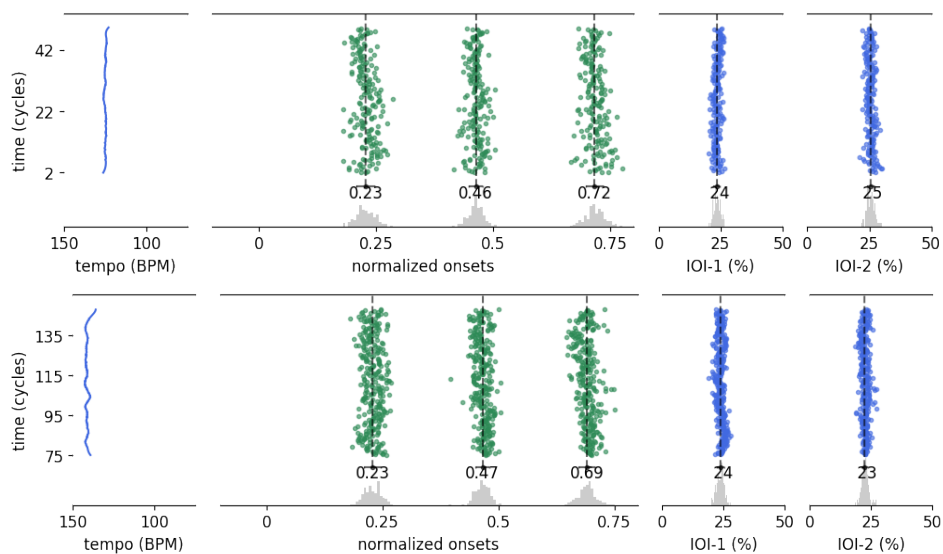 42
22
2
time (cycles)
0.23 0.46 0.72 24 25
150 100 0 0.25 0.5 0.75 0 25 50 0 25 50
tempo (BPM) normalized onsets IOI-1 (%) IOI-2 (%)
135
115
95
75
time (cycles)
0.23 0.47 0.69 24 23
150 100 0 0.25 0.5 0.75 0 25 50 0 25 50
tempo (BPM) normalized onsets IOI-1 (%) IOI-2 (%)